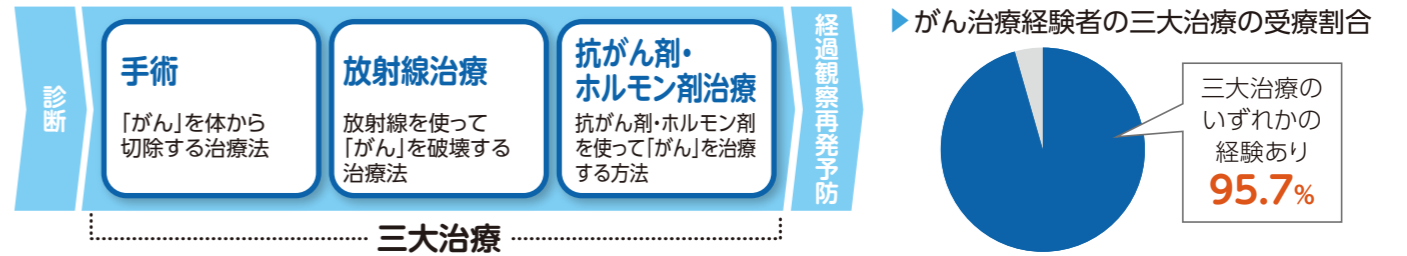 診断
手術
「がん」を体から
切除する治療法
放射線治療
放射線を使って
「がん」を破壊する
治療法
抗がん剤・
ホルモン剤治療
抗がん剤・ホルモン剤
を使って「がん」を治療
する方法
経過観察再発予防
三大治療
▶がん治療経験者の三大治療の受療割合
三大治療の
いずれかの
経験あり
95.7%